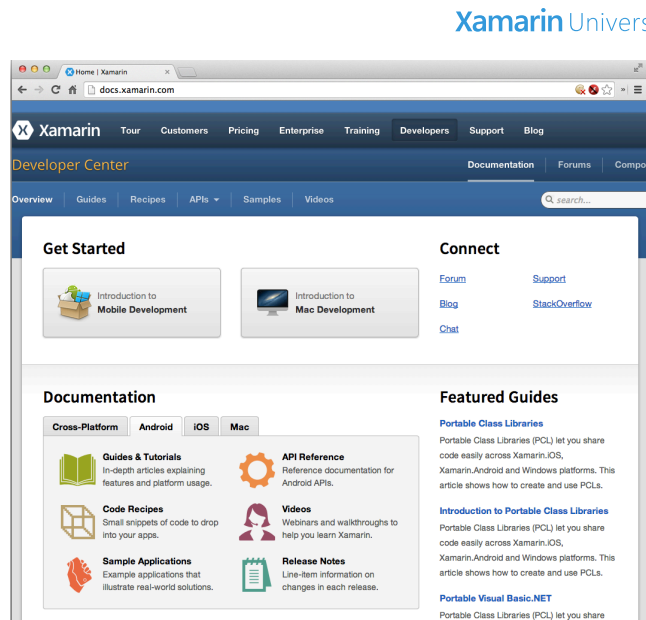 Xamarin Univers
Home | Xamarin
docs.xamarin.com
Xamarin Tour Customers Pricing Enterprise Training Developers Support Blog
Developer Center Documentation Forums Compo
Overview Guides Recipes APIs Samples Videos search...
Get Started
Introduction to
Mobile Development
Introduction to
Mac Development
Connect
Forum Support
Blog StackOverflow
Chat
Documentation
Cross-Platform Android iOS Mac
Guides & Tutorials
In-depth articles explaining
features and platform usage.
API Reference
Reference documentation for
Android APIs.
Code Recipes
Small snippets of code to drop
into your apps.
Videos
Webinars and walkthroughs to
help you learn Xamarin.
Sample Applications
Example applications that
illustrate real-world solutions.
Release Notes
Line-item information on
changes in each release.
Featured Guides
Portable Class Libraries
Portable Class Libraries (PCL) let you share
code easily across Xamarin.iOS,
Xamarin.Android and Windows platforms. This
article shows how to create and use PCLs.
Introduction to Portable Class Libraries
Portable Class Libraries (PCL) let you share
code easily across Xamarin.iOS,
Xamarin.Android and Windows platforms. This
article shows how to create and use PCLs.
Portable Visual Basic.NET
Portable Class Libraries (PCL) let you share